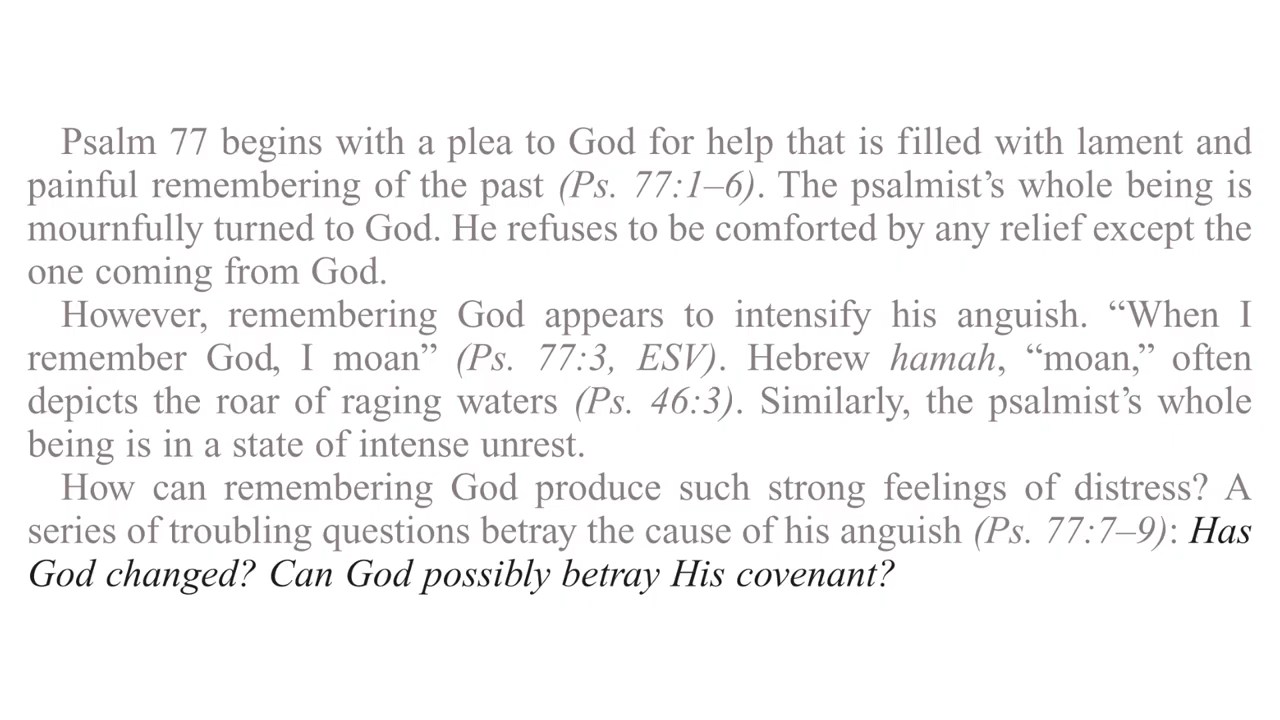 Psalm 77 begins with a plea to God for help that is filled with lament and
painful remembering of the past (Ps. 77:1–6). The psalmist’s whole being is
mournfully turned to God. He refuses to be comforted by any relief except the
one coming from God.
However, remembering God appears to intensify his anguish. “When I
remember God, I moan” (Ps. 77:3, ESV). Hebrew hamah, “moan,” often
depicts the roar of raging waters (Ps. 46:3). Similarly, the psalmist’s whole
being is in a state of intense unrest.
How can remembering God produce such strong feelings of distress? A
series of troubling questions betray the cause of his anguish (Ps. 77:7–9): Has
God changed? Can God possibly betray His covenant?